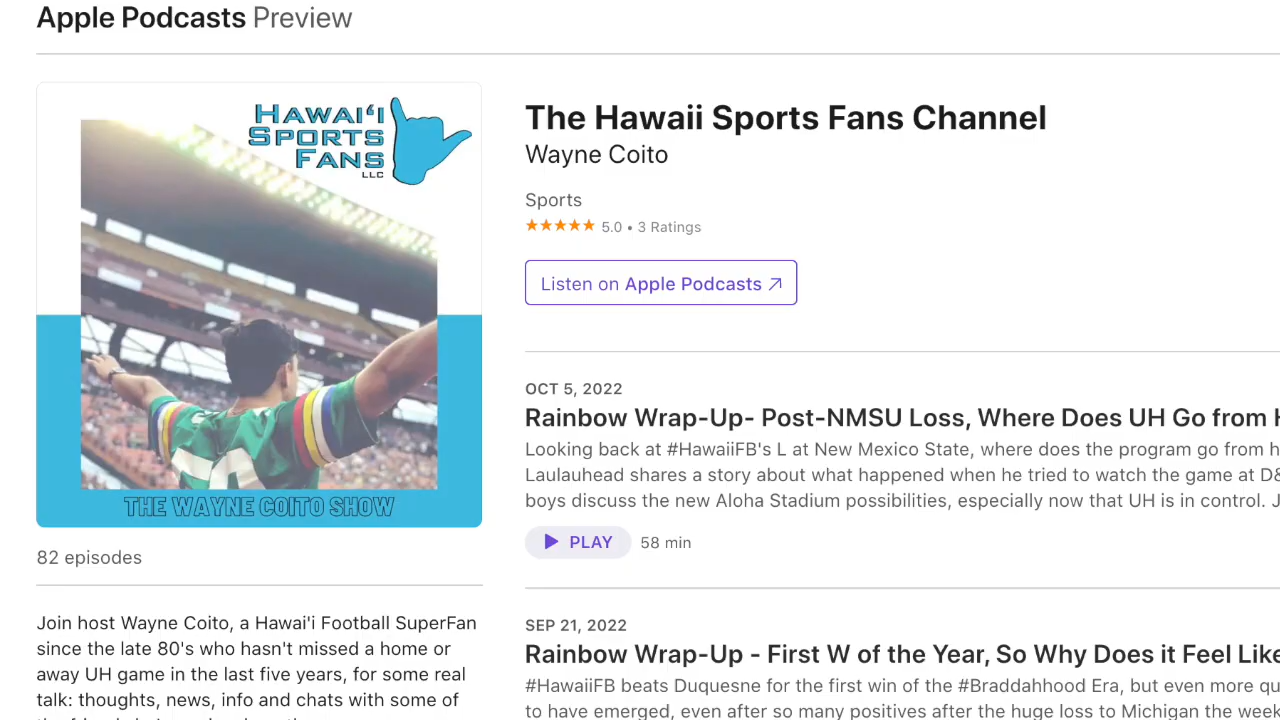 Apple Podcasts Preview
HAWAIʻI
SPORTS
FANS
LLC
THE WAYNE COITO SHOW
82 episodes
Join host Wayne Coito, a Hawai'i Football SuperFan
since the late 80's who hasn't missed a home or
away UH game in the last five years, for some real
talk: thoughts, news, info and chats with some of
The Hawaii Sports Fans Channel
Wayne Coito
Sports
★★★★★ 5.0 • 3 Ratings
Listen on Apple Podcasts ↗
OCT 5, 2022
Rainbow Wrap-Up- Post-NMSU Loss, Where Does UH Go from
Looking back at #HawaiiFB's L at New Mexico State, where does the program go from
Laulauhead shares a story about what happened when he tried to watch the game at
boys discuss the new Aloha Stadium possibilities, especially now that UH is in control.
PLAY 58 min
SEP 21, 2022
Rainbow Wrap-Up - First W of the Year, So Why Does it Feel Like
#HawaiiFB beats Duquesne for the first win of the #Braddahhood Era, but even more
to have emerged, even after so many positives after the huge loss to Michigan the week